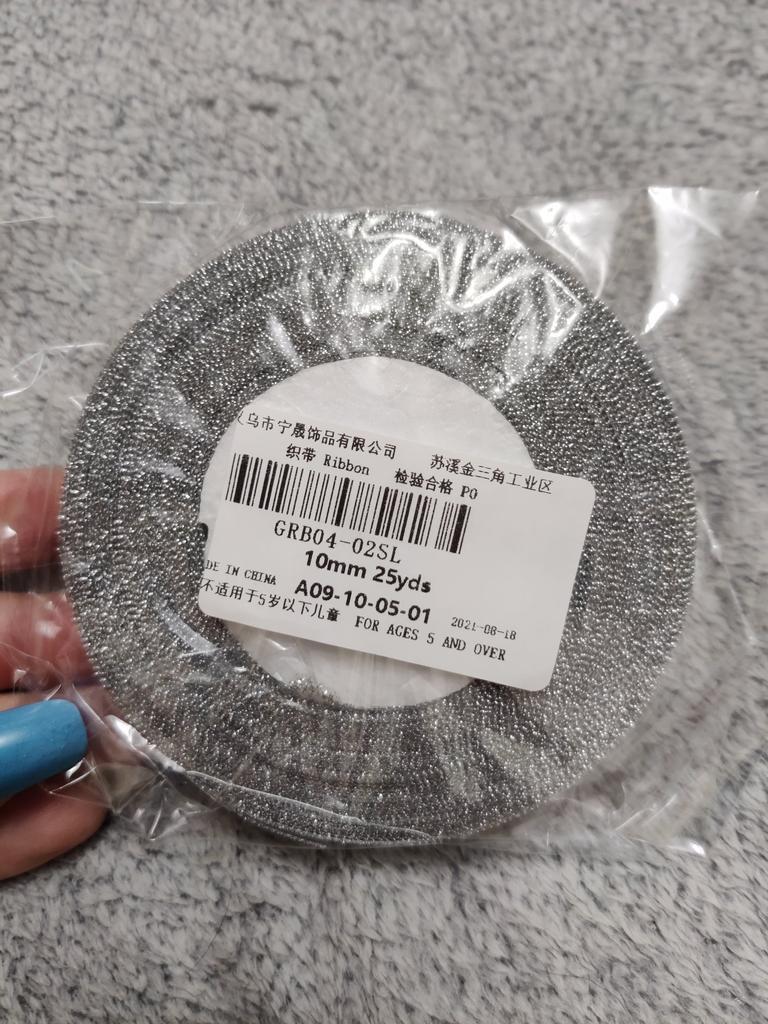 乌市宁晟饰品有限公司 苏溪金三角工业区
织带 Ribbon 检验合格 PO
GRB04-02SL
10mm 25yds
DE IN CHINA A09-10-05-01 2021-08-18
不适用于5岁以下儿童 FOR AGES 5 AND OVER